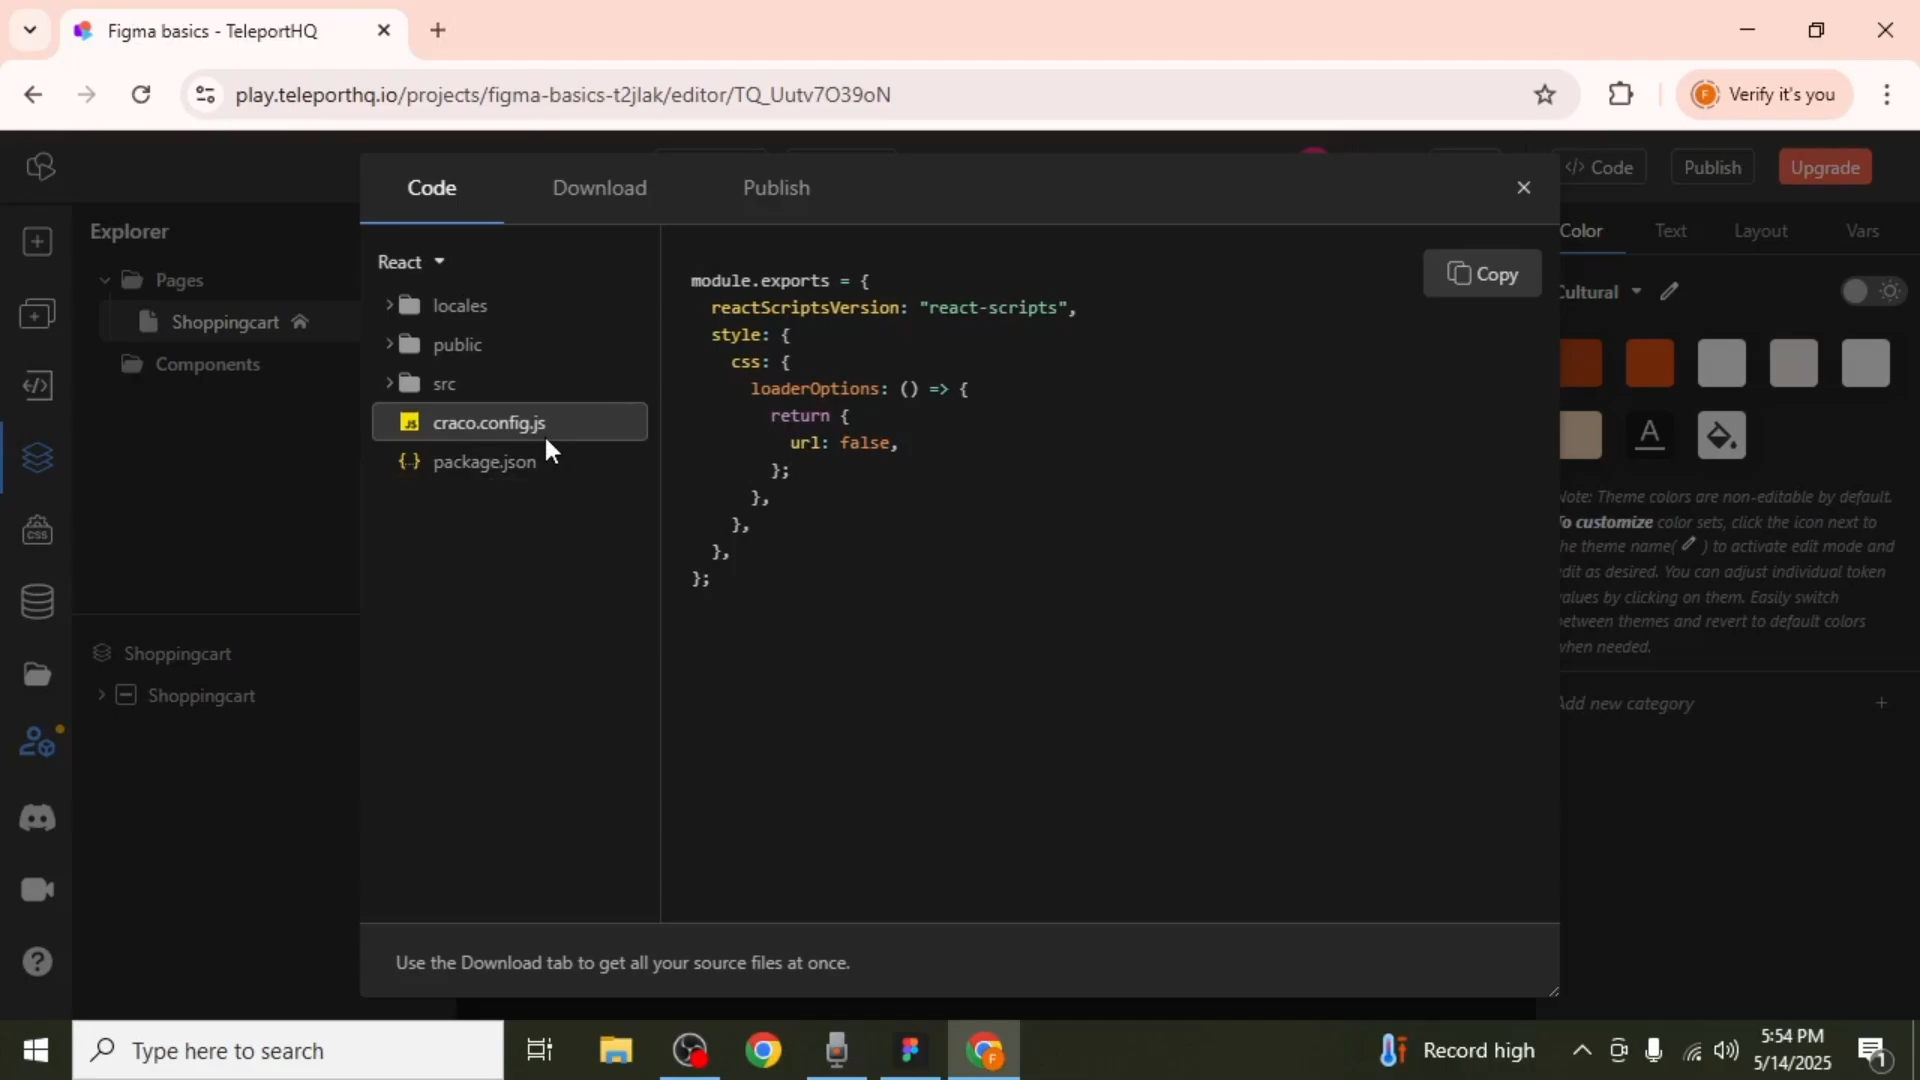 Figma basics - TeleportHQ
play.teleporthq.io/projects/figma-basics-t2jlak/editor/TQ_Uutv7O39oN
Verify it's you
Code
Download
Publish
</> Code
Publish
Upgrade
Explorer
Pages
Shoppingcart
Components
Shoppingcart
Shoppingcart
React
locales
public
src
JS craco.config.js
{..} package.json
module.exports = {
reactScriptsVersion: "react-scripts",
style: {
css: {
loaderOptions: () => {
return {
url: false,
};
},
},
},
};
Copy
Use the Download tab to get all your source files at once.
Color
Text
Layout
Vars
Cultural
A
Note: Theme colors are non-editable by default.
To customize color sets, click the icon next to
the theme name( ) to activate edit mode and
edit as desired. You can adjust individual token
values by clicking on them. Easily switch
between themes and revert to default colors
when needed.
Add new category
css
Type here to search
F
Record high
5:54 PM
5/14/2025
1